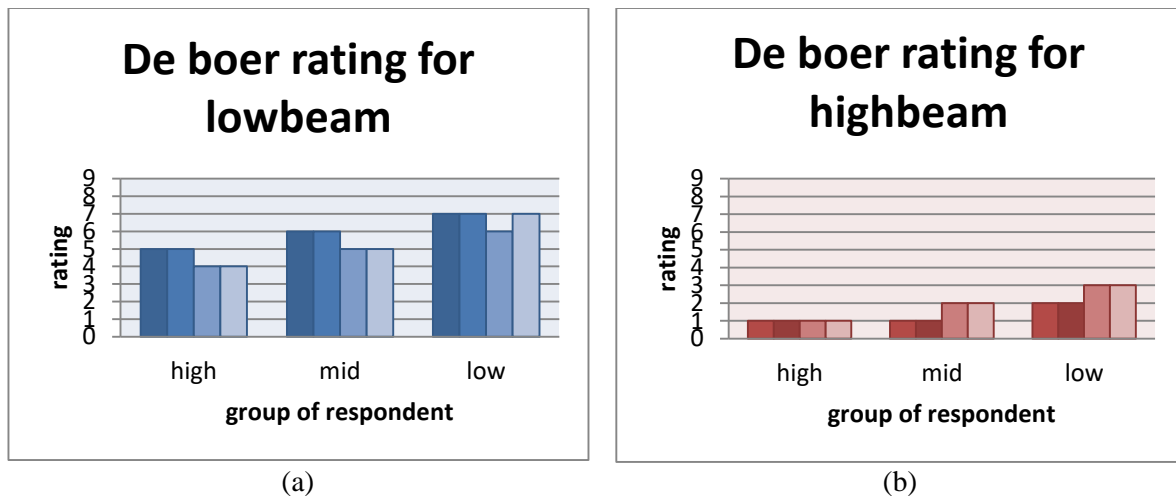 De boer rating for
lowbeam
9
8
7
6
5
4
3
2
1
0
rating
high mid low
group of respondent
(a)
De boer rating for
highbeam
9
8
7
6
5
4
3
2
1
0
rating
high mid low
group of respondent
(b)